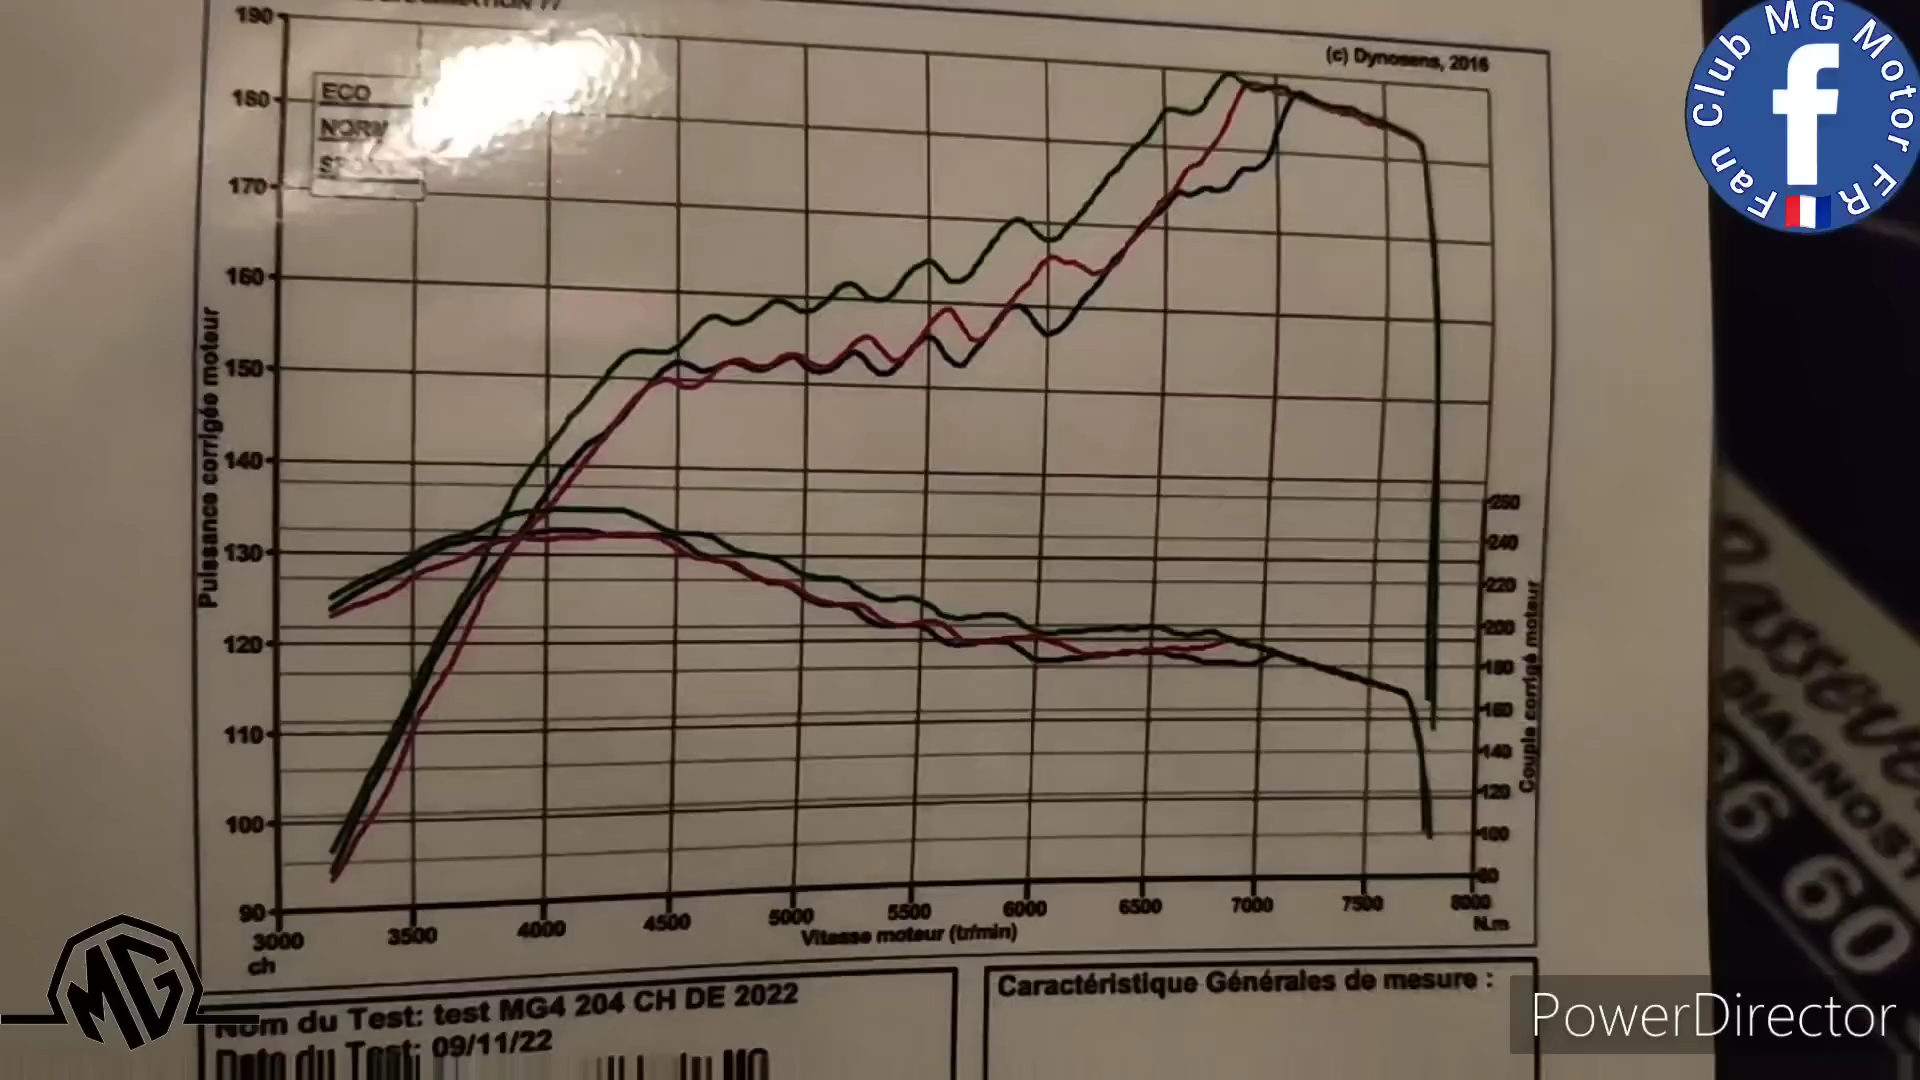 190
180
170
160
150
140
130
120
110
100
90
ECO
(c) Dynosens, 2016
Puissance corrigée moteur
260
240
220
200
180
160
140
120
100
80
Couple corrigé moteur
3000 3500 4000 4500 5000 5500 6000 6500 7000 7500 8000
ch
Vitesse moteur (tr/min)
N.m
Nom du Test: test MG4 204 CH DE 2022
Date du Test: 09/11/22
Caractéristique Générales de mesure :
Fan Club MG Motor FR
f
MG
DIAGNOST
66 60
PowerDirector